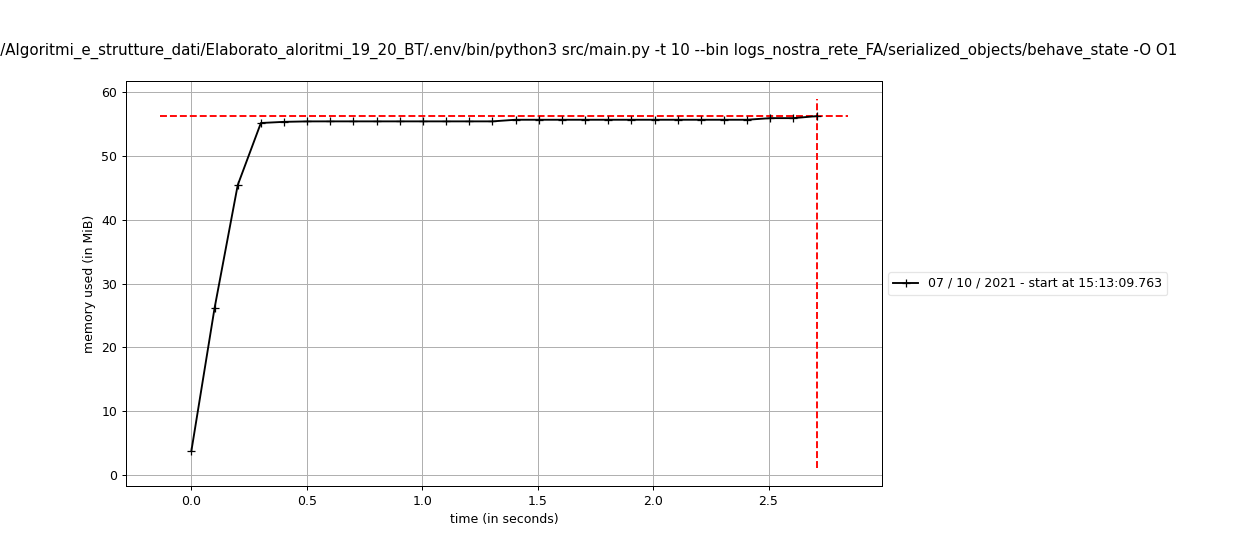 /Algoritmi_e_strutture_dati/Elaborato_aloritmi_19_20_BT/.env/bin/python3 src/main.py -t 10 --bin logs_nostra_rete_FA/serialized_objects/behave_state -O O1
60
50
40
30
20
10
0
memory used (in MiB)
0.0 0.5 1.0 1.5 2.0 2.5
time (in seconds)
07 / 10 / 2021 - start at 15:13:09.763